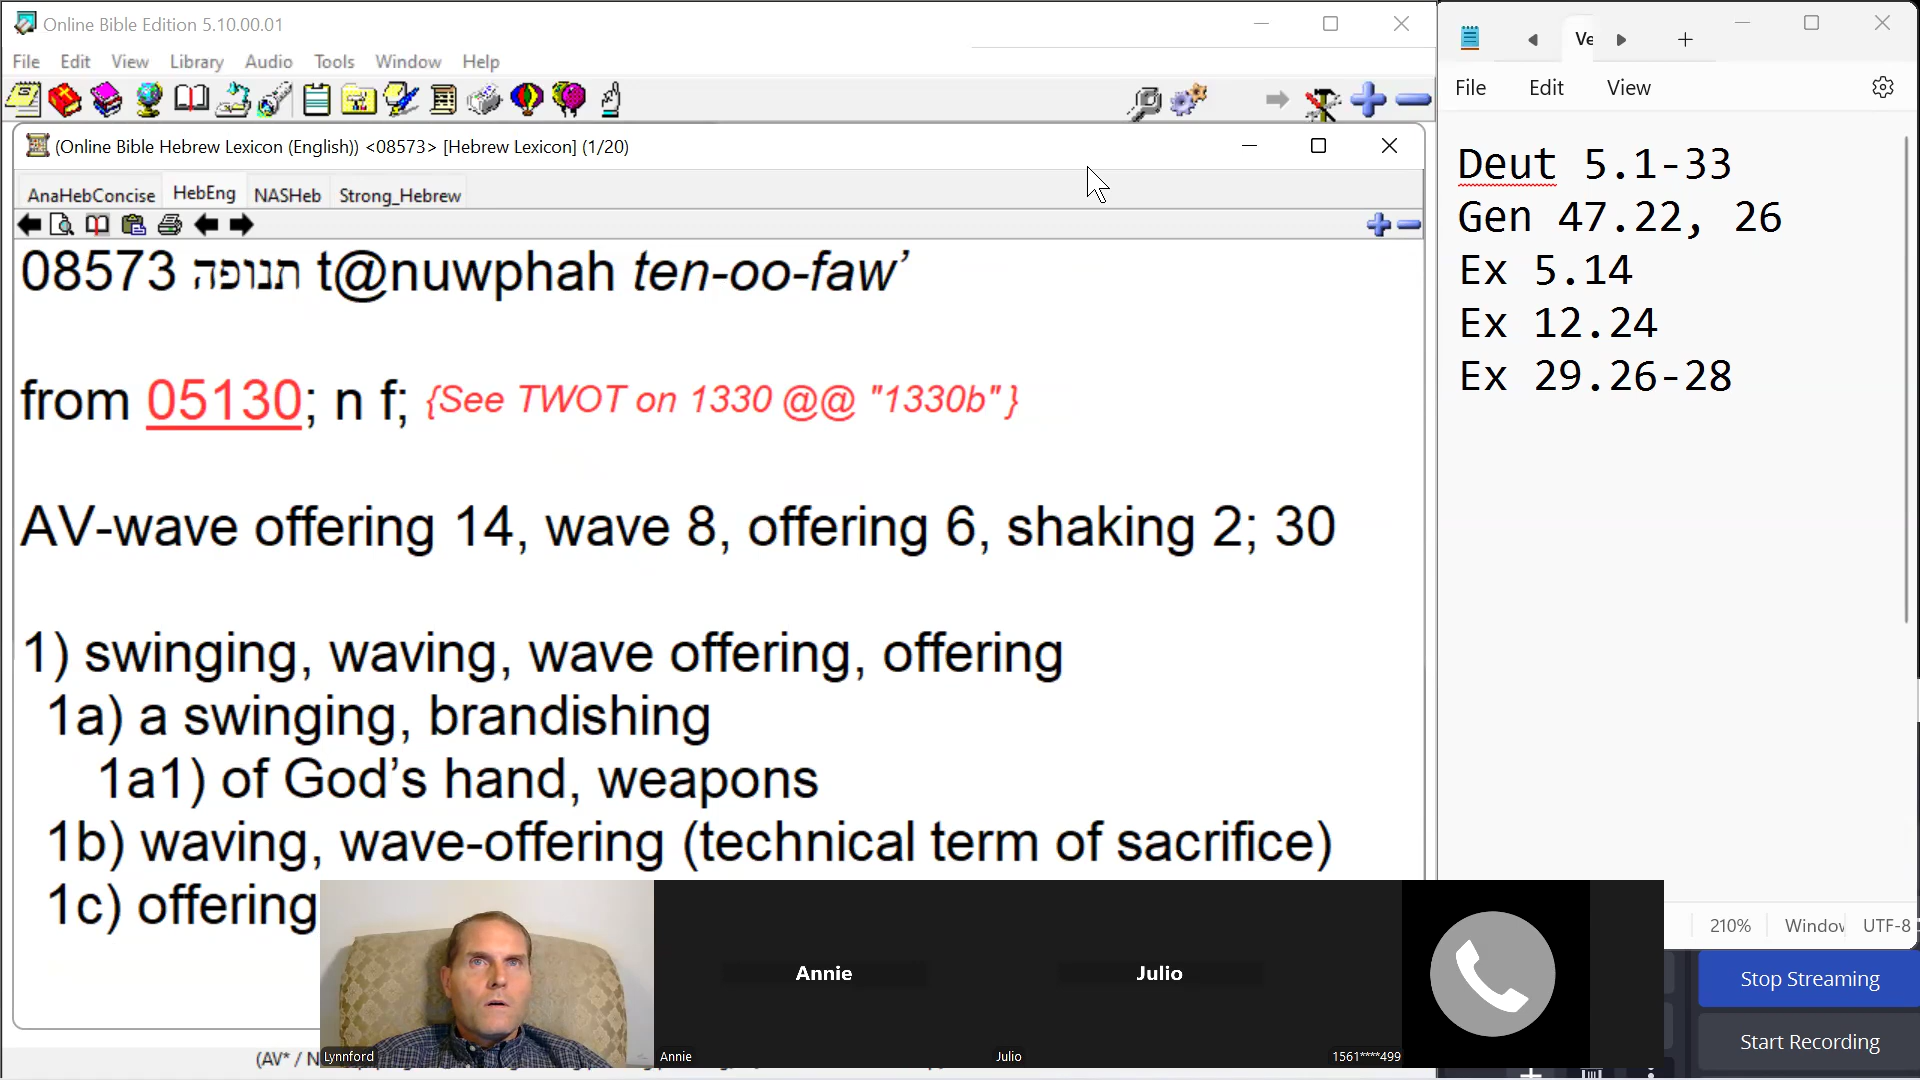 Online Bible Edition 5.10.00.01
File Edit View Library Audio Tools Window Help
(Online Bible Hebrew Lexicon (English)) <08573> [Hebrew Lexicon] (1/20)
AnaHebConcise HebEng NASHeb Strong_Hebrew
08573 תנופה t@nuwphah ten-oo-faw’
from 05130; n f; {See TWOT on 1330 @@ "1330b" }
AV-wave offering 14, wave 8, offering 6, shaking 2; 30
1) swinging, waving, wave offering, offering
1a) a swinging, brandishing
1a1) of God’s hand, weapons
1b) waving, wave-offering (technical term of sacrifice)
1c) offering
(AV* / N
Ve
File Edit View
Deut 5.1-33
Gen 47.22, 26
Ex 5.14
Ex 12.24
Ex 29.26-28
210% Window UTF-8
Stop Streaming
Start Recording
Annie
Julio
Lynnford
Annie
Julio
1561****499